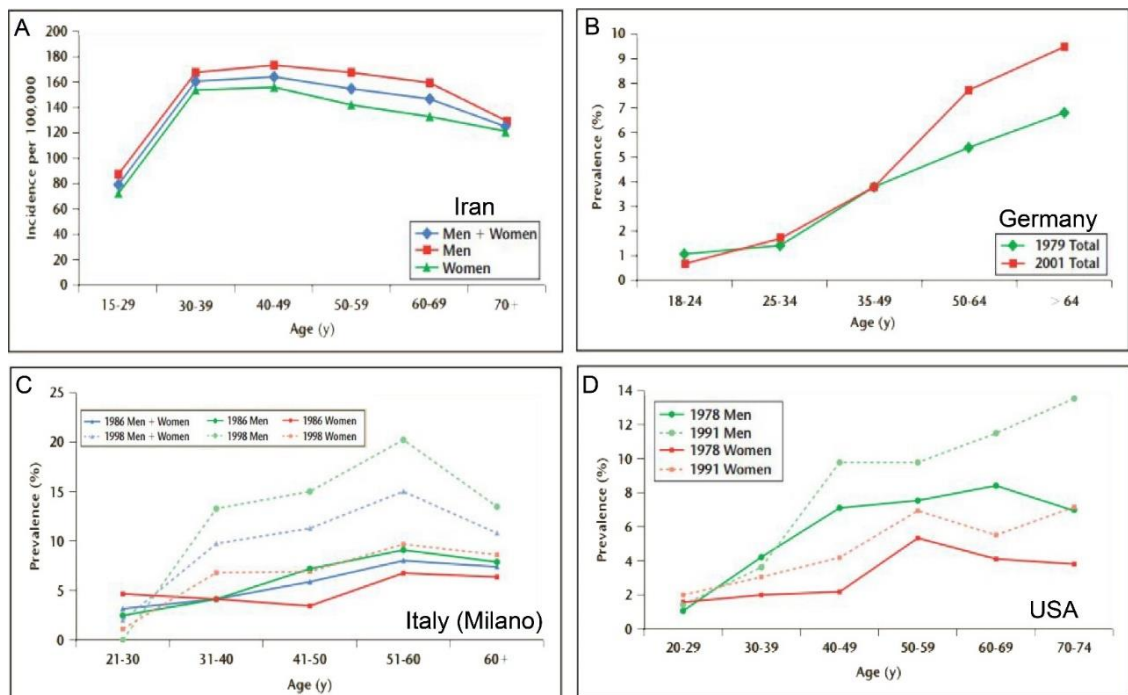 A
200
180
160
140
120
100
80
60
40
20
0
Incidence per 100,000
Iran
Men + Women
Men
Women
15-29 30-39 40-49 50-59 60-69 70+
Age (y)
B
10
9
8
7
6
5
4
3
2
1
0
Prevalence (%)
Germany
1979 Total
2001 Total
18-24 25-34 35-49 50-64 > 64
Age (y)
C
25
20
15
10
5
0
Prevalence (%)
1986 Men + Women 1986 Men 1986 Women
1998 Men + Women 1998 Men 1998 Women
Italy (Milano)
21-30 31-40 41-50 51-60 60+
Age (y)
D
14
12
10
8
6
4
2
0
Prevalence (%)
1978 Men
1991 Men
1978 Women
1991 Women
USA
20-29 30-39 40-49 50-59 60-69 70-74
Age (y)